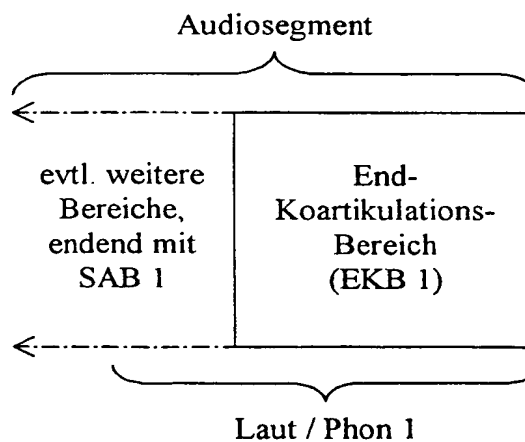 Audiosegment
evtl. weitere
Bereiche,
endend mit
SAB 1
End-
Koartikulations-
Bereich
(EKB 1)
Laut / Phon 1